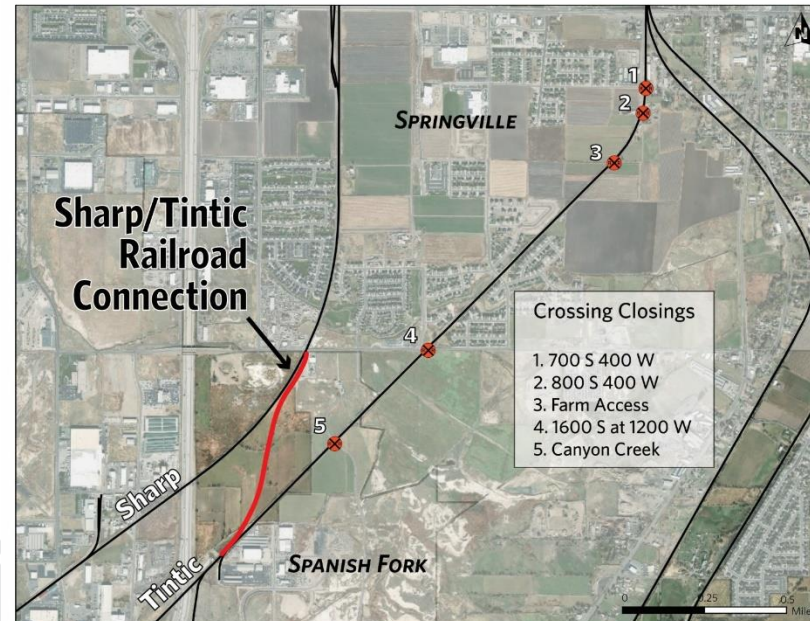 N
1
2
SPRINGVILLE
3
Sharp/Tintic
Railroad
Connection
Crossing Closings
1. 700 S 400 W
2. 800 S 400 W
3. Farm Access
4. 1600 S at 1200 W
5. Canyon Creek
4
5
Sharp
Tintic
SPANISH FORK
0 0.25 0.5
Mile